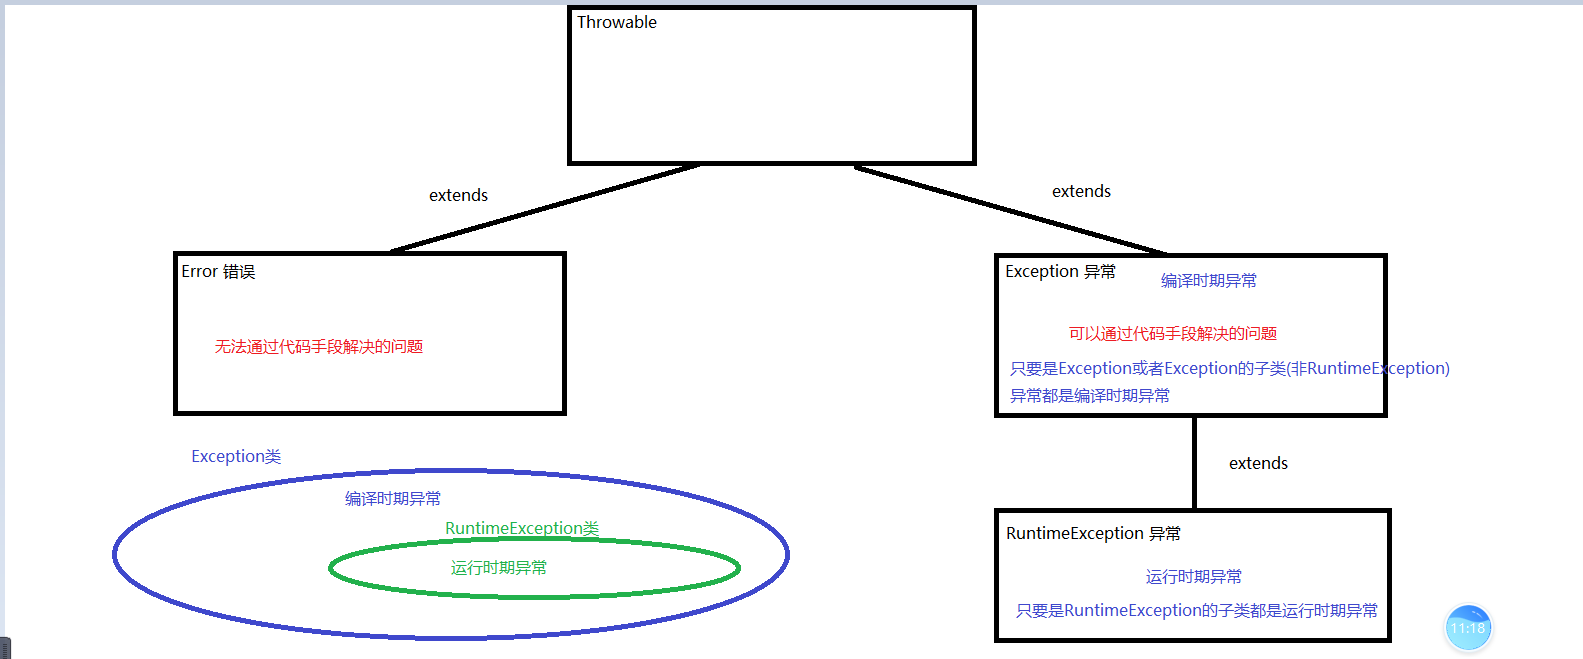 Throwable
extends
extends
Error 错误
无法通过代码手段解决的问题
Exception 异常
编译时期异常
可以通过代码手段解决的问题
只要是Exception或者Exception的子类(非RuntimeException)
异常都是编译时期异常
Exception类
编译时期异常
RuntimeException类
运行时期异常
extends
RuntimeException 异常
运行时期异常
只要是RuntimeException的子类都是运行时期异常
11:18